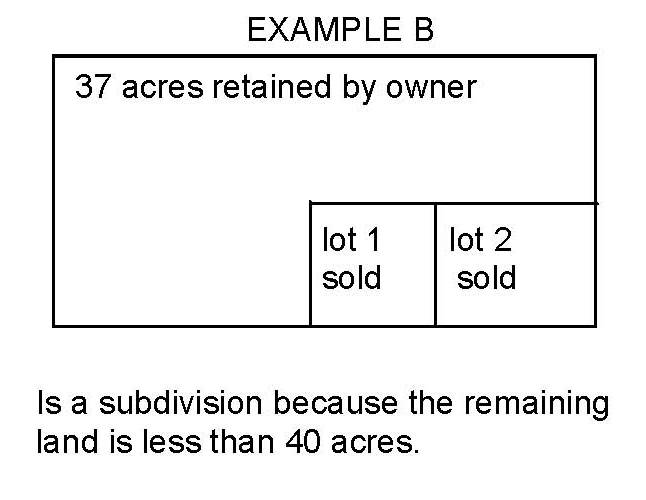 EXAMPLE B
37 acres retained by owner
lot 1
sold
lot 2
sold
Is a subdivision because the remaining
land is less than 40 acres.